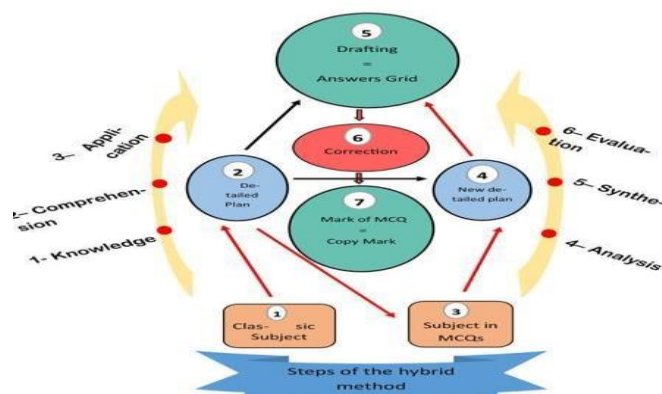 5
Drafting
=
Answers Grid
6
Correction
2
De-
tailed
Plan
4
New de-
tailed plan
7
Mark of MCQ
=
Copy Mark
3– Appli-
cation
2– Comprehen-
sion
1- Knowledge
6– Evalua-
tion
5– Synthe-
4– Analysis
1
Clas- sic
Subject
3
Subject in
MCQs
Steps of the hybrid
method